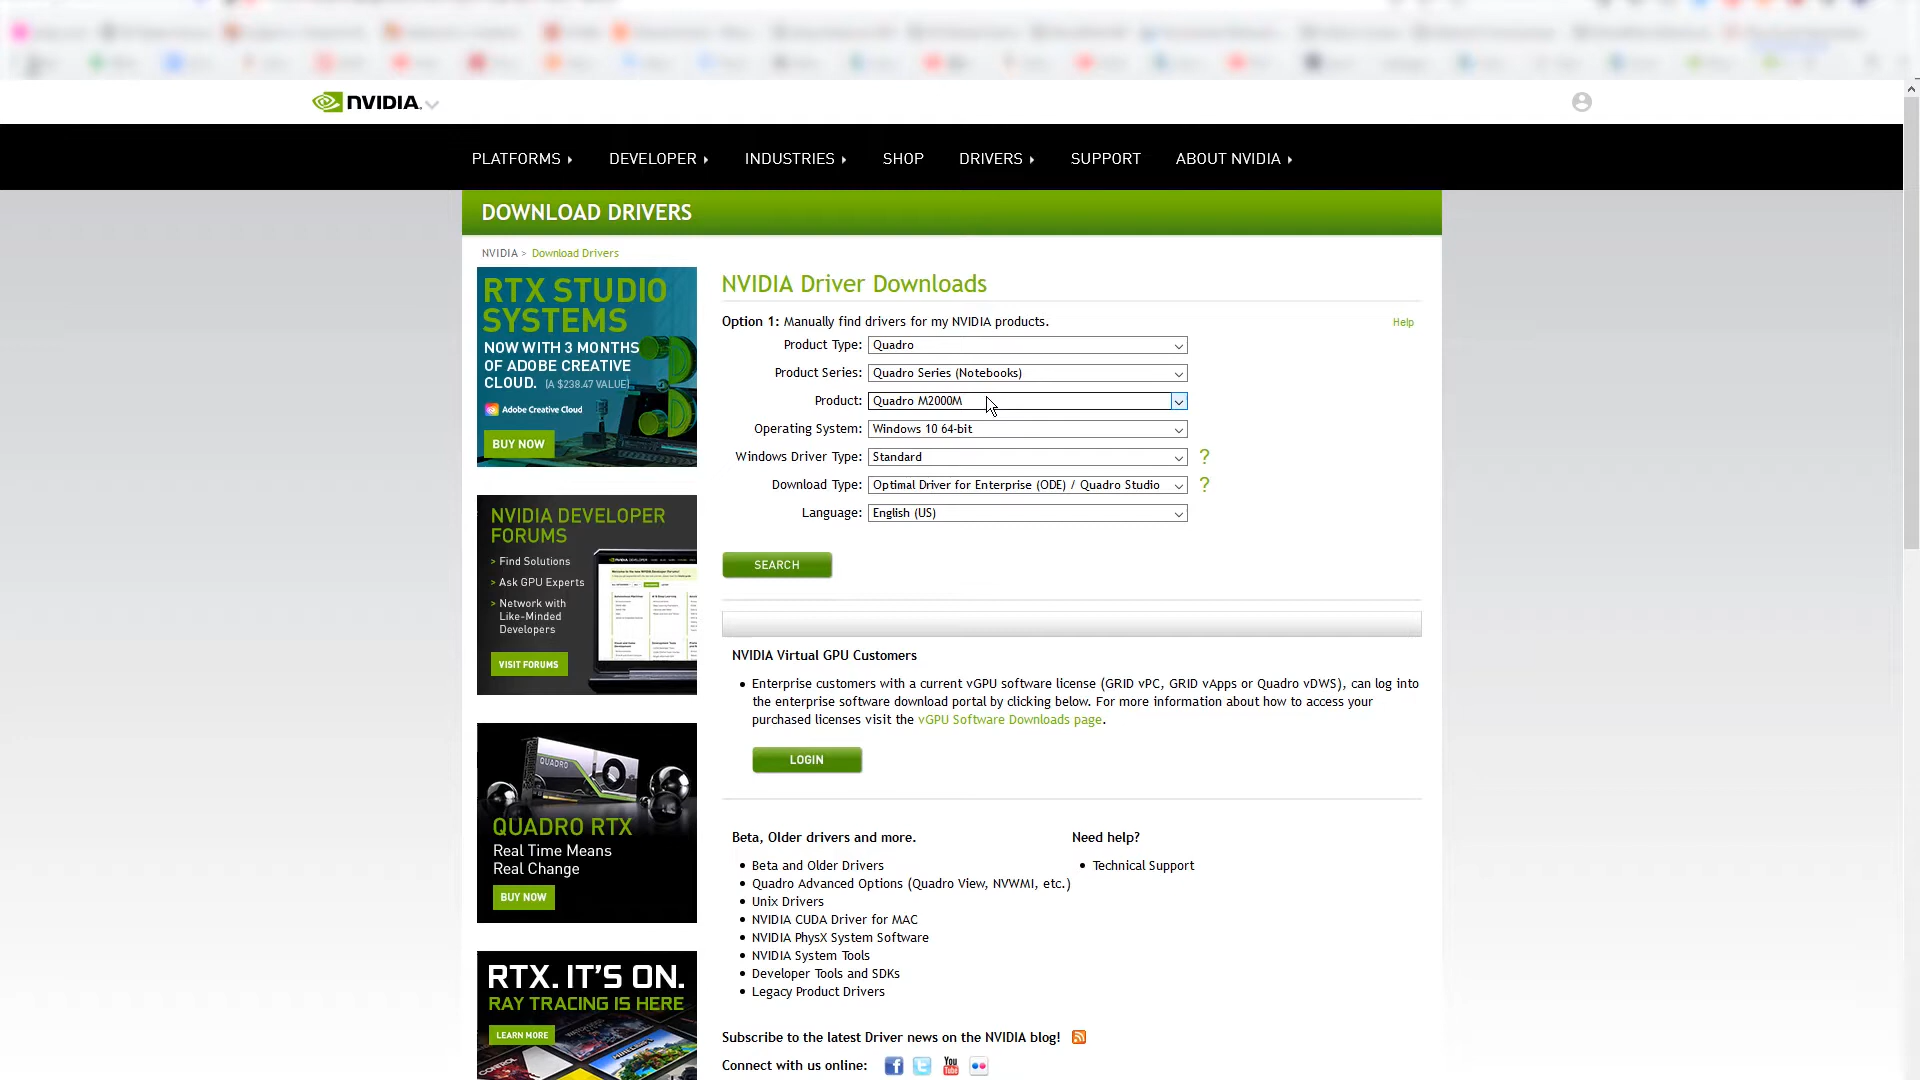 NVIDIA.
PLATFORMS
DEVELOPER
INDUSTRIES
SHOP
DRIVERS
SUPPORT
ABOUT NVIDIA
DOWNLOAD DRIVERS
NVIDIA > Download Drivers
RTX STUDIO
SYSTEMS
NOW WITH 3 MONTHS
OF ADOBE CREATIVE
CLOUD. (A $238.47 VALUE)
Adobe Creative Cloud
BUY NOW
NVIDIA DEVELOPER
FORUMS
> Find Solutions
> Ask GPU Experts
> Network with
Like-Minded
Developers
VISIT FORUMS
QUADRO
QUADRO RTX
Real Time Means
Real Change
BUY NOW
RTX. IT'S ON.
RAY TRACING IS HERE
LEARN MORE
CONTROL
MINECRAFT
NVIDIA Driver Downloads
Option 1: Manually find drivers for my NVIDIA products.
Help
Product Type: Quadro
Product Series: Quadro Series (Notebooks)
Product: Quadro M2000M
Operating System: Windows 10 64-bit
Windows Driver Type: Standard ?
Download Type: Optimal Driver for Enterprise (ODE) / Quadro Studio ?
Language: English (US)
SEARCH
NVIDIA Virtual GPU Customers
• Enterprise customers with a current vGPU software license (GRID vPC, GRID vApps or Quadro vDWS), can log into
the enterprise software download portal by clicking below. For more information about how to access your
purchased licenses visit the vGPU Software Downloads page.
LOGIN
Beta, Older drivers and more.
• Beta and Older Drivers
• Quadro Advanced Options (Quadro View, NVWMI, etc.)
• Unix Drivers
• NVIDIA CUDA Driver for MAC
• NVIDIA PhysX System Software
• NVIDIA System Tools
• Developer Tools and SDKs
• Legacy Product Drivers
Need help?
• Technical Support
Subscribe to the latest Driver news on the NVIDIA blog!
Connect with us online:
You